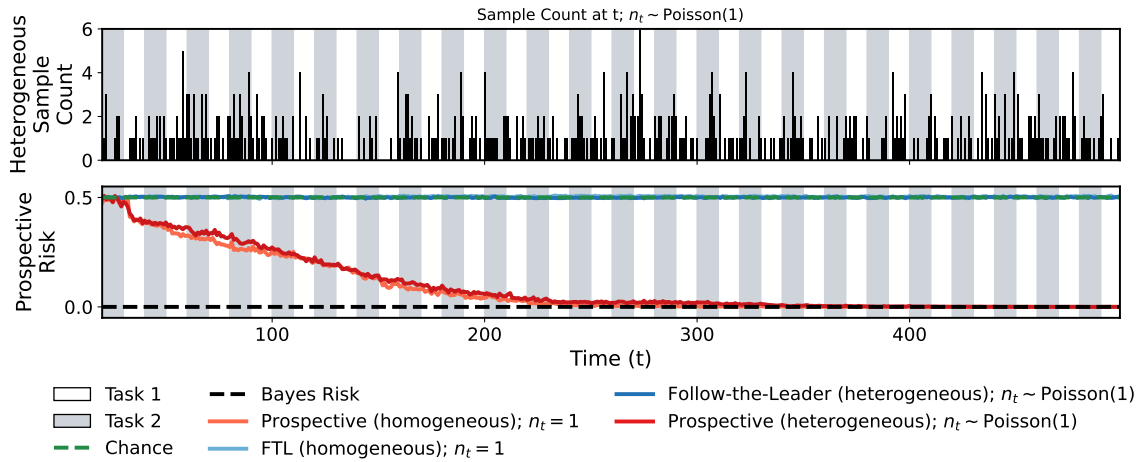 Sample Count at t; n_t ~ Poisson(1)
Heterogeneous
Sample
Count
6
4
2
0
Prospective
Risk
0.5
0.0
100
200
300
400
Time (t)
Task 1
Task 2
Chance
Bayes Risk
Prospective (homogeneous); n_t = 1
FTL (homogeneous); n_t = 1
Follow-the-Leader (heterogeneous); n_t ~ Poisson(1)
Prospective (heterogeneous); n_t ~ Poisson(1)